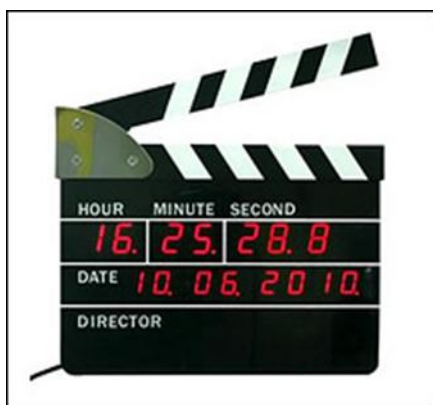 HOUR MINUTE SECOND
16. 25. 28.8
DATE 10. 06. 2010.
DIRECTOR